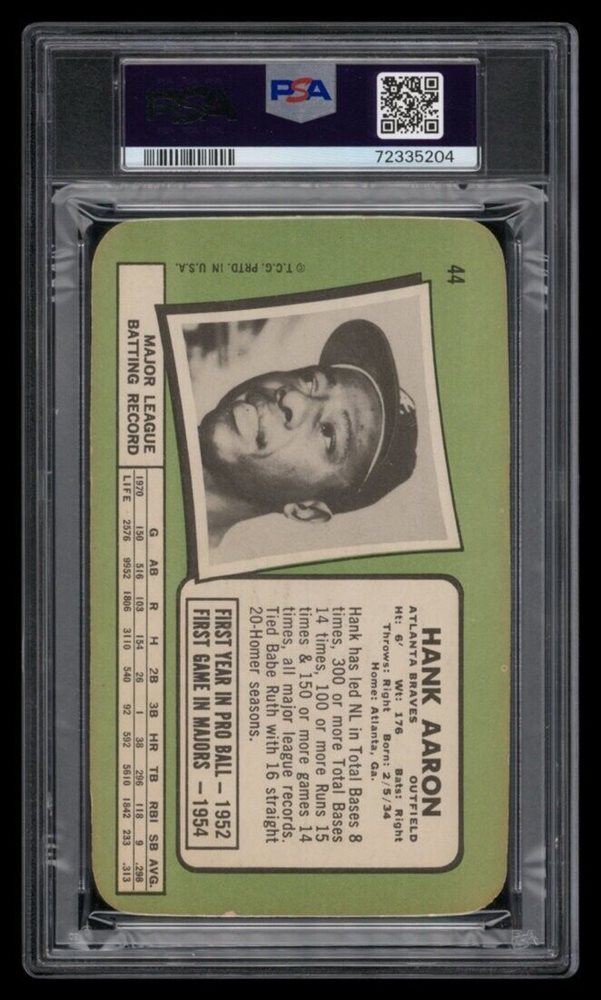 PSA
72335204
44
© T.C.G. PRTD. IN U.S.A.
HANK AARON
ATLANTA BRAVES OUTFIELD
Ht: 6' Wt: 176 Bats: Right
Throws: Right Born: 2/5/34
Home: Atlanta, Ga.
Hank has led NL in Total Bases 8
times, 300 or more Total Bases
14 times, 100 or more Runs 15
times & 150 or more games 14
times, all major league records.
Tied Babe Ruth with 16 straight
20-Homer seasons.
FIRST YEAR IN PRO BALL — 1952
FIRST GAME IN MAJORS — 1954
MAJOR LEAGUE
BATTING RECORD
G AB R H 2B 3B HR TB RBI SB AVG.
1970 150 516 103 154 26 1 38 296 118 9 .298
LIFE 2576 9952 1806 3110 540 92 592 5610 1842 233 .313